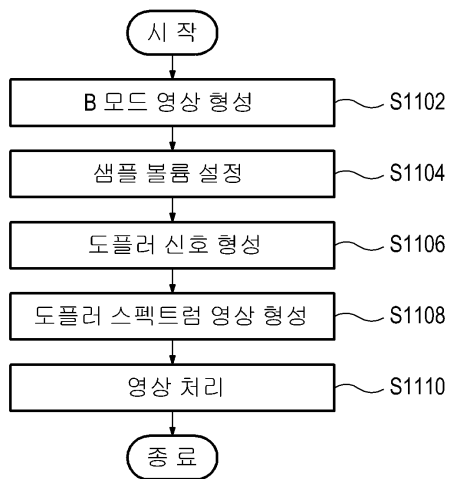 시 작
B 모드 영상 형성
S1102
샘플 볼륨 설정
S1104
도플러 신호 형성
S1106
도플러 스펙트럼 영상 형성
S1108
영상 처리
S1110
종 료